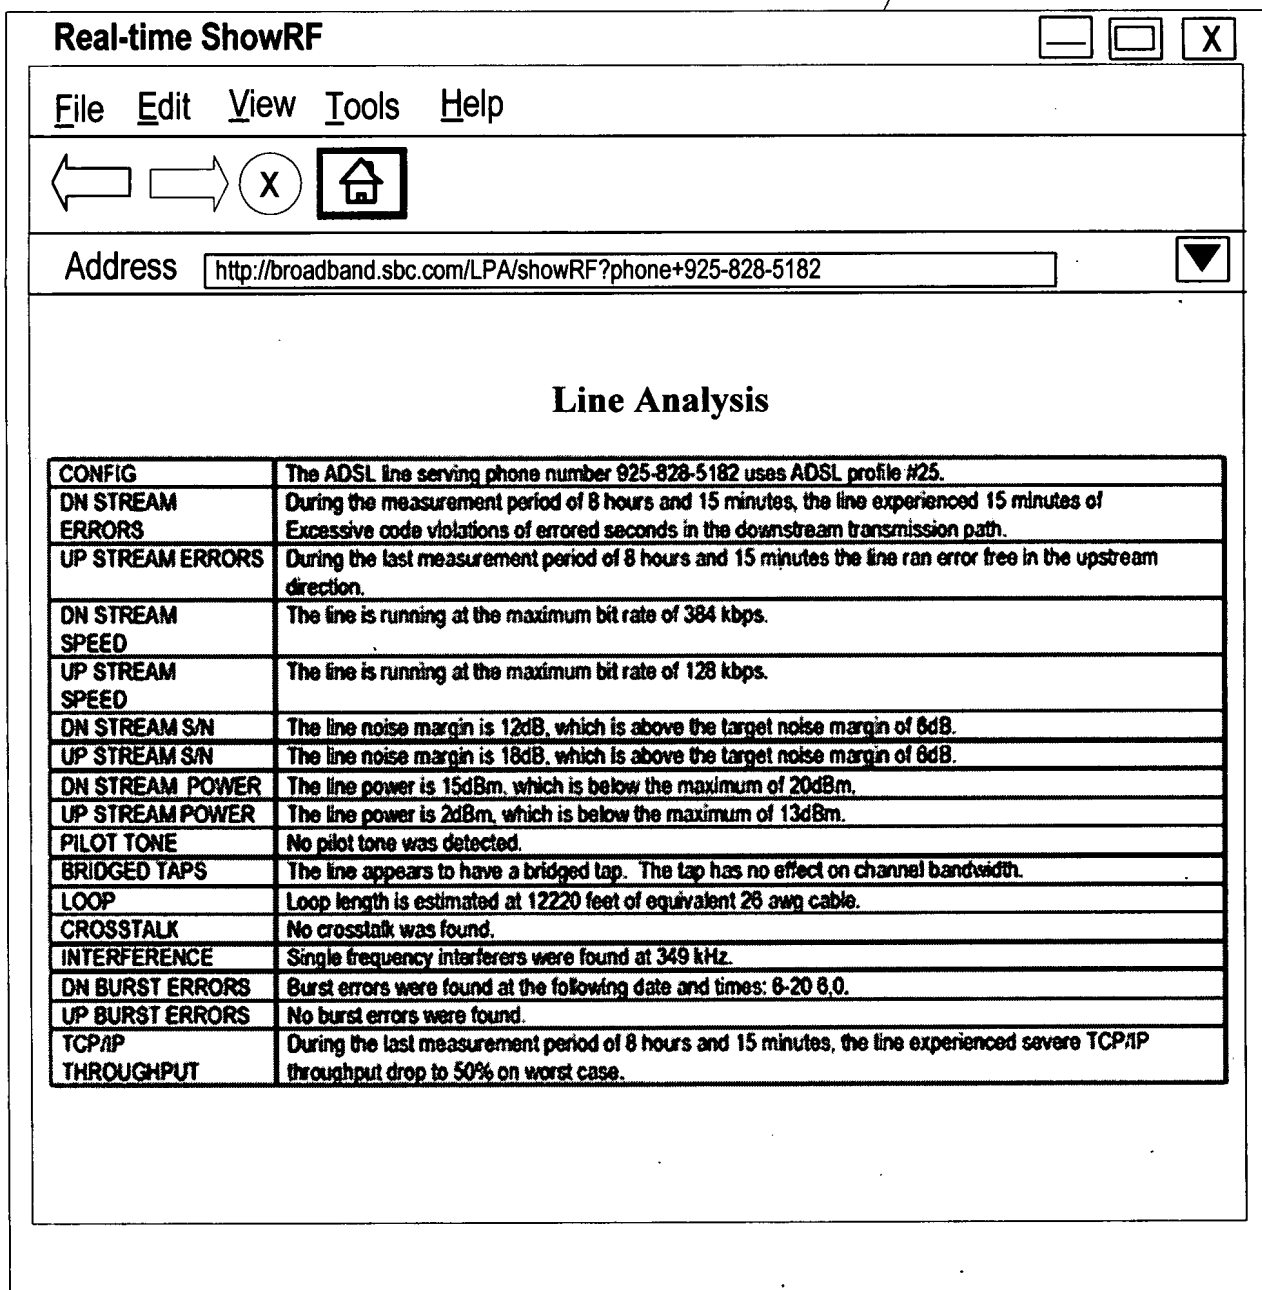 Real-time ShowRF
X
File Edit View Tools Help
X
Address http://broadband.sbc.com/LPA/showRF?phone+925-828-5182
Line Analysis
CONFIG The ADSL line serving phone number 925-828-5182 uses ADSL profile #25.
DN STREAM ERRORS During the measurement period of 8 hours and 15 minutes, the line experienced 15 minutes of
Excessive code violations of errored seconds in the downstream transmission path.
UP STREAM ERRORS During the last measurement period of 8 hours and 15 minutes the line ran error free in the upstream
direction.
DN STREAM SPEED The line is running at the maximum bit rate of 384 kbps.
UP STREAM SPEED The line is running at the maximum bit rate of 128 kbps.
DN STREAM S/N The line noise margin is 12dB, which is above the target noise margin of 6dB.
UP STREAM S/N The line noise margin is 18dB, which is above the target noise margin of 6dB.
DN STREAM POWER The line power is 15dBm, which is below the maximum of 20dBm.
UP STREAM POWER The line power is 2dBm, which is below the maximum of 13dBm.
PILOT TONE No pilot tone was detected.
BRIDGED TAPS The line appears to have a bridged tap. The tap has no effect on channel bandwidth.
LOOP Loop length is estimated at 12220 feet of equivalent 26 awg cable.
CROSSTALK No crosstalk was found.
INTERFERENCE Single frequency interferers were found at 349 kHz.
DN BURST ERRORS Burst errors were found at the following date and times: 6-20 6,0.
UP BURST ERRORS No burst errors were found.
TCP/IP THROUGHPUT During the last measurement period of 8 hours and 15 minutes, the line experienced severe TCP/IP
throughput drop to 50% on worst case.